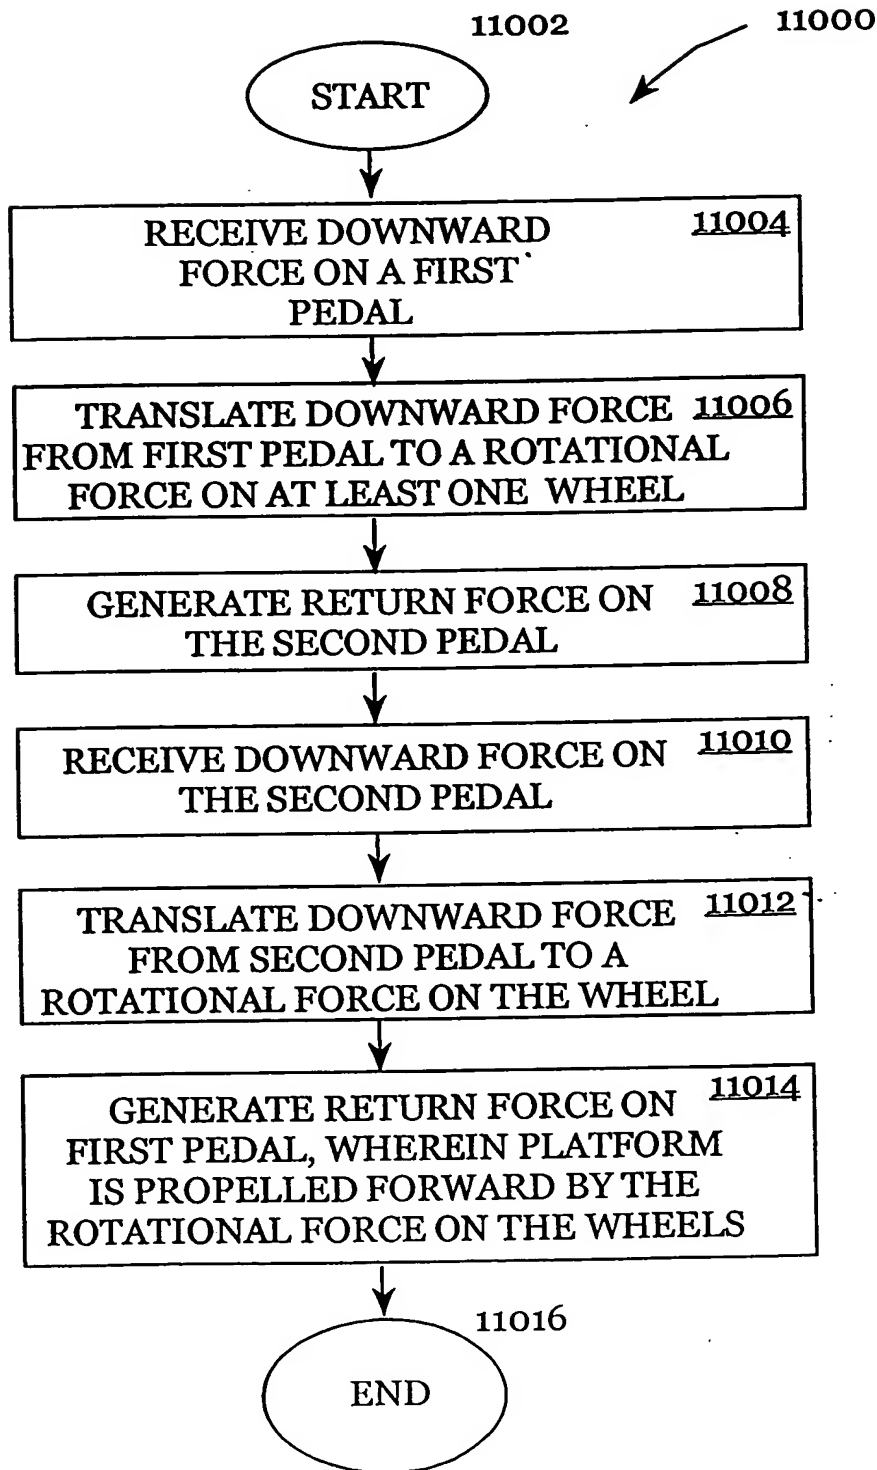 11002
11000
START
RECEIVE DOWNWARD 11004
FORCE ON A FIRST
PEDAL
TRANSLATE DOWNWARD FORCE 11006
FROM FIRST PEDAL TO A ROTATIONAL
FORCE ON AT LEAST ONE WHEEL
GENERATE RETURN FORCE ON 11008
THE SECOND PEDAL
RECEIVE DOWNWARD FORCE ON 11010
THE SECOND PEDAL
TRANSLATE DOWNWARD FORCE 11012
FROM SECOND PEDAL TO A
ROTATIONAL FORCE ON THE WHEEL
GENERATE RETURN FORCE ON 11014
FIRST PEDAL, WHEREIN PLATFORM
IS PROPELLED FORWARD BY THE
ROTATIONAL FORCE ON THE WHEELS
11016
END